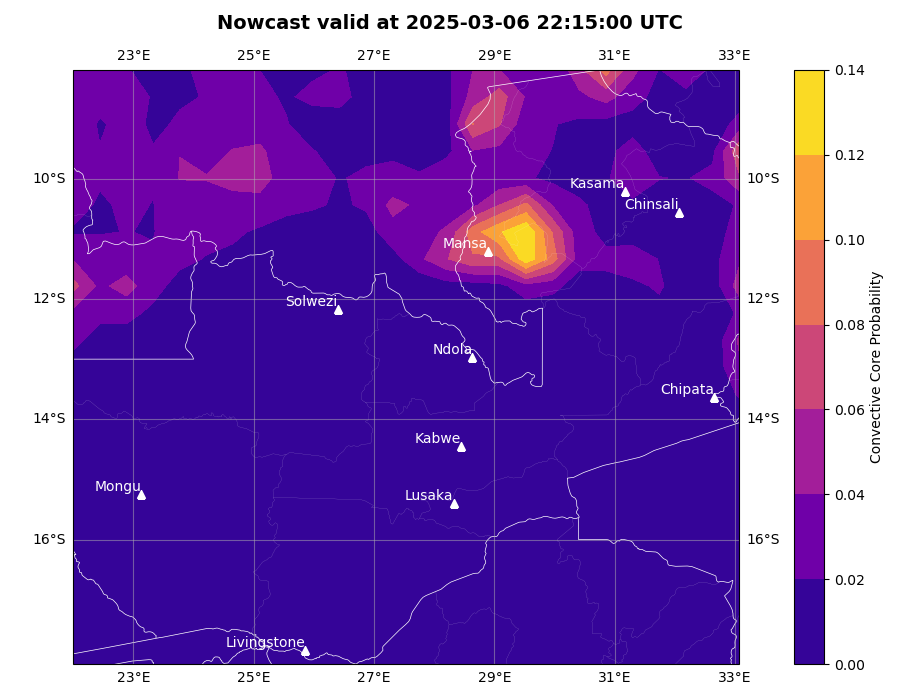 Nowcast valid at 2025-03-06 22:15:00 UTC
23°E 25°E 27°E 29°E 31°E 33°E
10°S 10°S
12°S 12°S
14°S 14°S
16°S 16°S
Kasama
Chinsali
Mansa
Solwezi
Ndola
Chipata
Kabwe
Mongu
Lusaka
Livingstone
23°E 25°E 27°E 29°E 31°E 33°E
0.14
0.12
0.10
0.08
0.06
0.04
0.02
0.00
Convective Core Probability